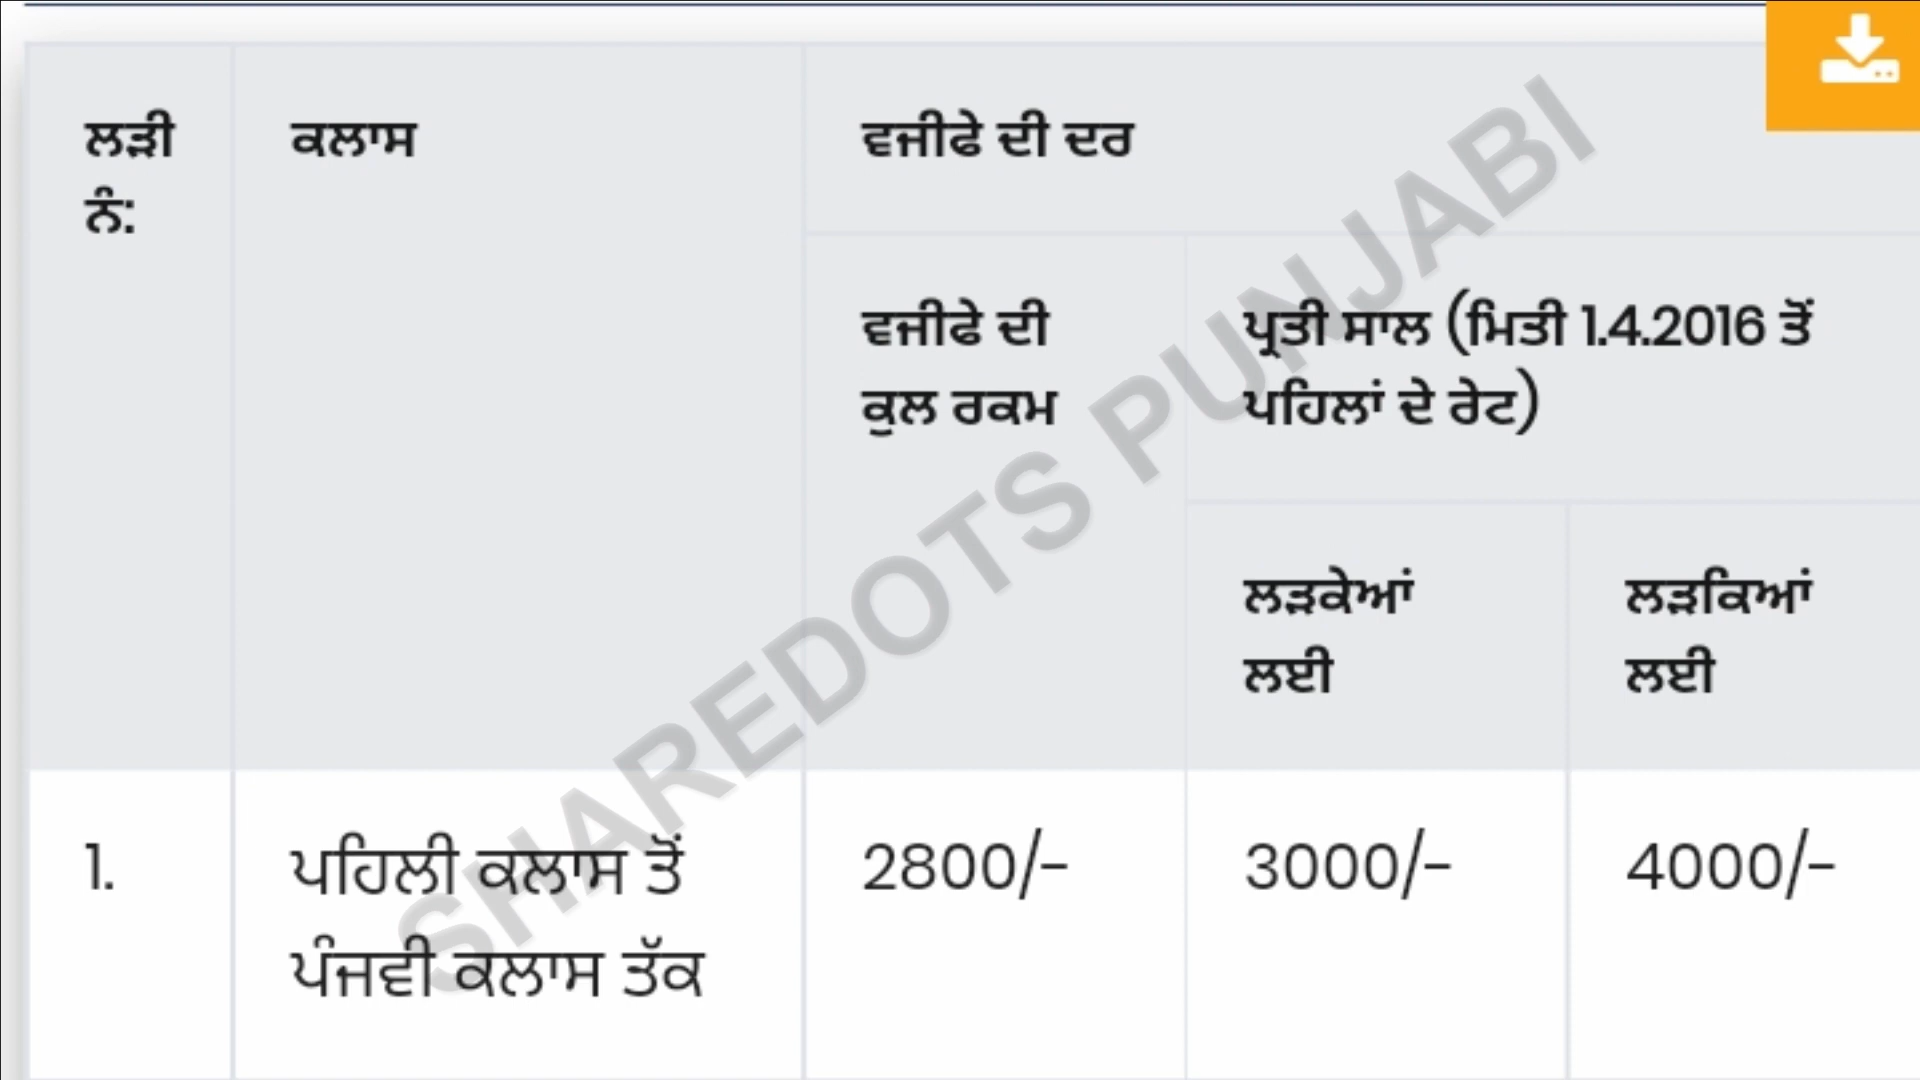 ਲੜੀ
ਨੰ:
ਕਲਾਸ
ਵਜੀਫੇ ਦੀ ਦਰ
ਵਜੀਫੇ ਦੀ
ਕੁਲ ਰਕਮ
ਪ੍ਰਤੀ ਸਾਲ (ਮਿਤੀ 1.4.2016 ਤੋਂ
ਪਹਿਲਾਂ ਦੇ ਰੇਟ)
ਲੜਕੇਆਂ
ਲਈ
ਲੜਕਿਆਂ
ਲਈ
1.
ਪਹਿਲੀ ਕਲਾਸ ਤੋਂ
ਪੰਜਵੀ ਕਲਾਸ ਤੱਕ
2800/-
3000/-
4000/-
SHAREDOTS PUNJABI